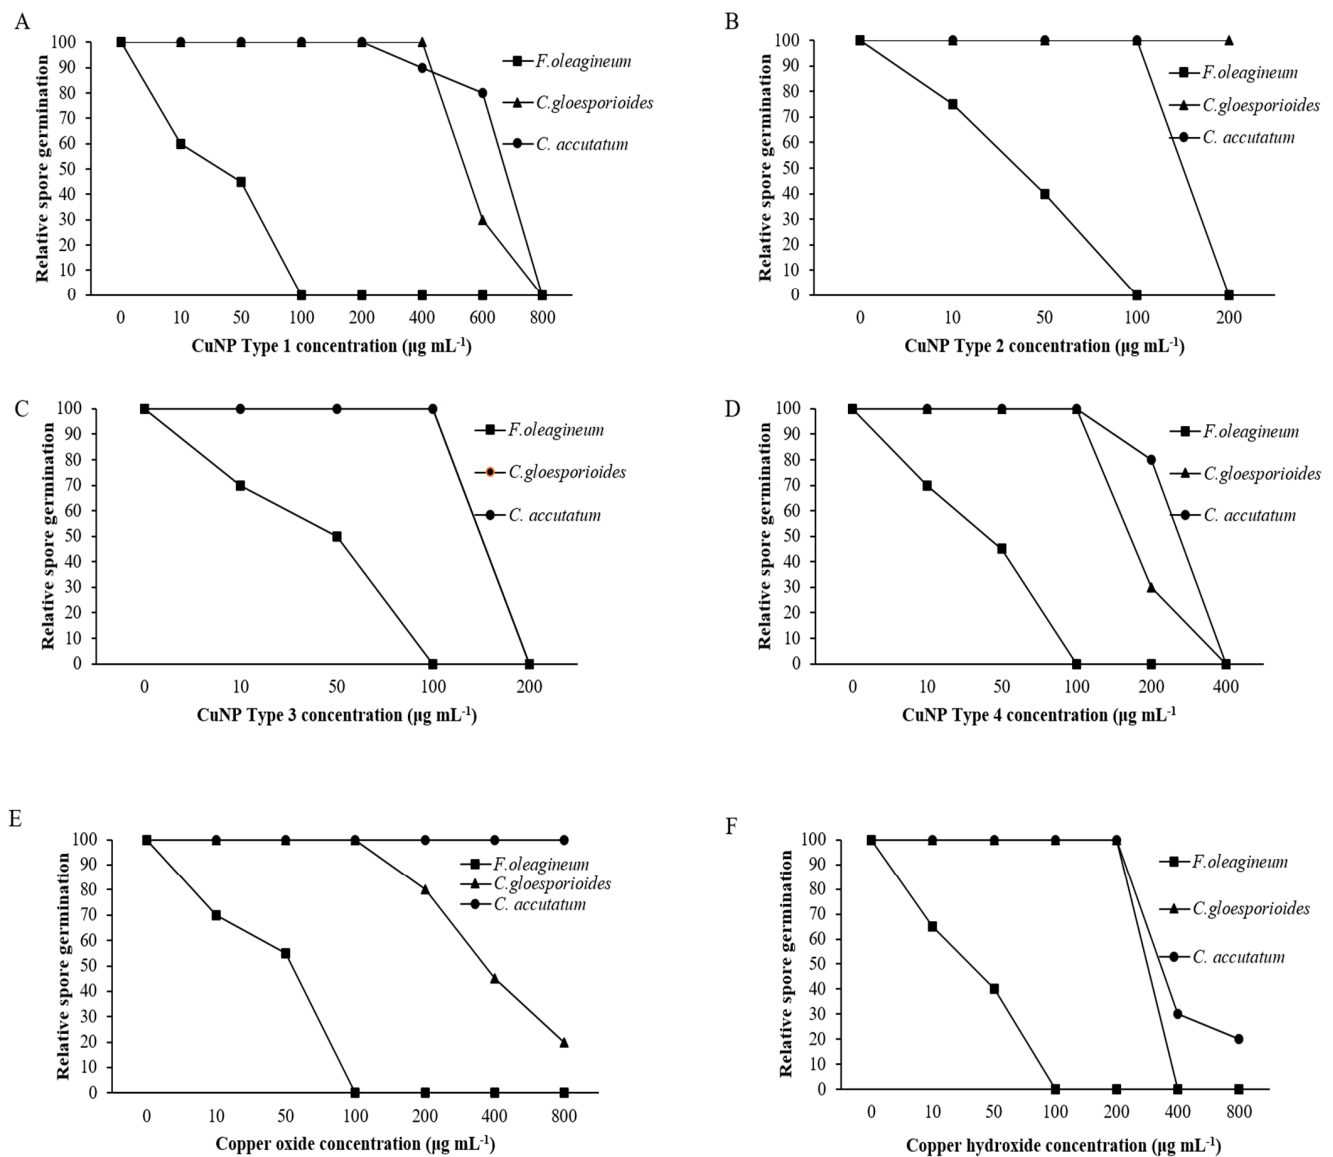 A
100
90
80
70
60
50
40
30
20
10
0
Relative spore germination
F.oleagineum
C.gloesporioides
C. accutatum
0 10 50 100 200 400 600 800
CuNP Type 1 concentration (µg mL-1)
B
100
90
80
70
60
50
40
30
20
10
0
Relative spore germination
F.oleagineum
C.gloesporioides
C. accutatum
0 10 50 100 200
CuNP Type 2 concentration (µg mL-1)
C
100
90
80
70
60
50
40
30
20
10
0
Relative spore germination
F.oleagineum
C.gloesporioides
C. accutatum
0 10 50 100 200
CuNP Type 3 concentration (µg mL-1)
D
100
90
80
70
60
50
40
30
20
10
0
Relative spore germination
F.oleagineum
C.gloesporioides
C. accutatum
0 10 50 100 200 400
CuNP Type 4 concentration (µg mL-1
E
100
90
80
70
60
50
40
30
20
10
0
Relative spore germination
F.oleagineum
C.gloesporioides
C. accutatum
0 10 50 100 200 400 800
Copper oxide concentration (µg mL-1)
F
100
90
80
70
60
50
40
30
20
10
0
Relative spore germination
F.oleagineum
C.gloesporioides
C. accutatum
0 10 50 100 200 400 800
Copper hydroxide concentration (µg mL-1)